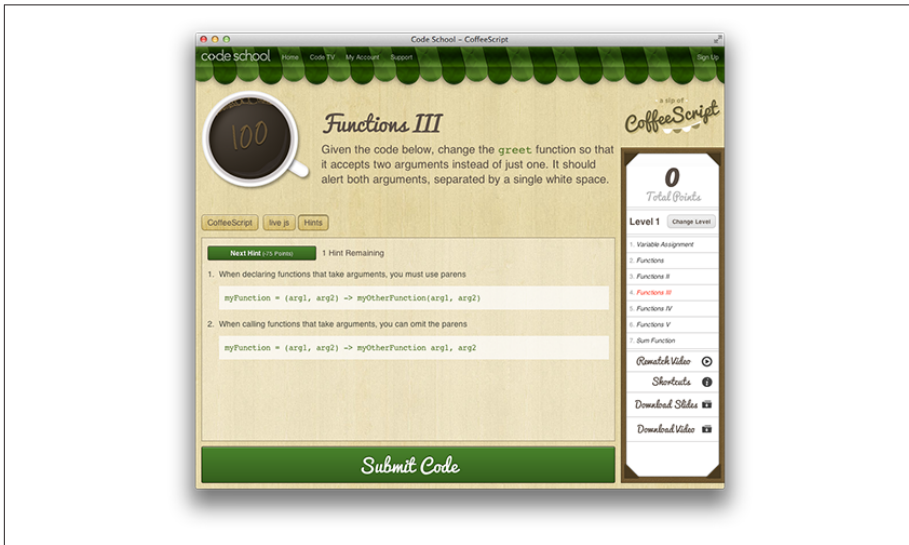 Code School – CoffeeScript
code school Home Code TV My Account Support Sign Up
100
Functions III
Given the code below, change the greet function so that
it accepts two arguments instead of just one. It should
alert both arguments, separated by a single white space.
a sip of
CoffeeScript
CoffeeScript live js Hints
Next Hint (-75 Points) 1 Hint Remaining
1. When declaring functions that take arguments, you must use parens
myFunction = (arg1, arg2) -> myOtherFunction(arg1, arg2)
2. When calling functions that take arguments, you can omit the parens
myFunction = (arg1, arg2) -> myOtherFunction arg1, arg2
Submit Code
0
Total Points
Level 1 Change Level
1. Variable Assignment
2. Functions
3. Functions II
4. Functions III
5. Functions IV
6. Functions V
7. Sum Function
Rewatch Video
Shortcuts
Download Slides
Download Video